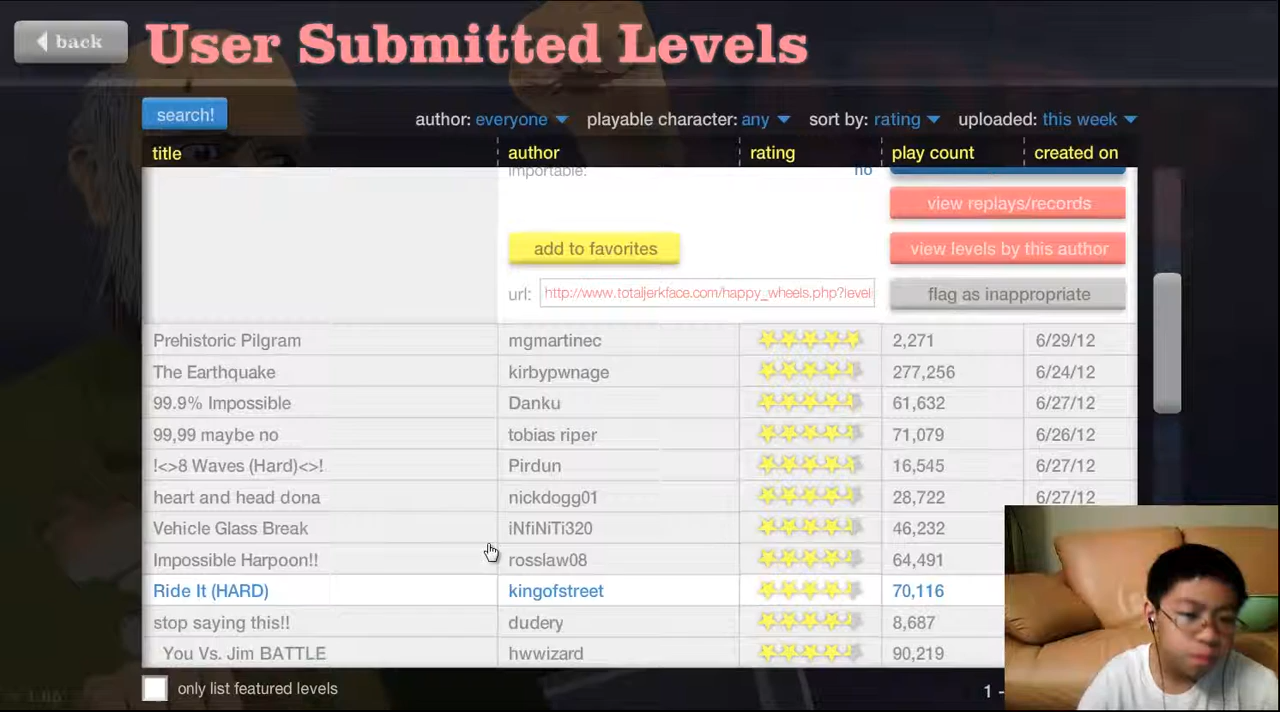 back
User Submitted Levels
search!
author: everyone playable character: any sort by: rating uploaded: this week
title author rating play count created on
importable: no
view replays/records
add to favorites view levels by this author
url: http://www.totaljerkface.com/happy_wheels.php?level flag as inappropriate
Prehistoric Pilgram mgmartinec 2,271 6/29/12
The Earthquake kirbypwnage 277,256 6/24/12
99.9% Impossible Danku 61,632 6/27/12
99,99 maybe no tobias riper 71,079 6/26/12
!<>8 Waves (Hard)<>! Pirdun 16,545 6/27/12
heart and head dona nickdogg01 28,722 6/27/12
Vehicle Glass Break iNfiNiTi320 46,232
Impossible Harpoon!! rosslaw08 64,491
Ride It (HARD) kingofstreet 70,116
stop saying this!! dudery 8,687
You Vs. Jim BATTLE hwwizard 90,219
only list featured levels 1 -